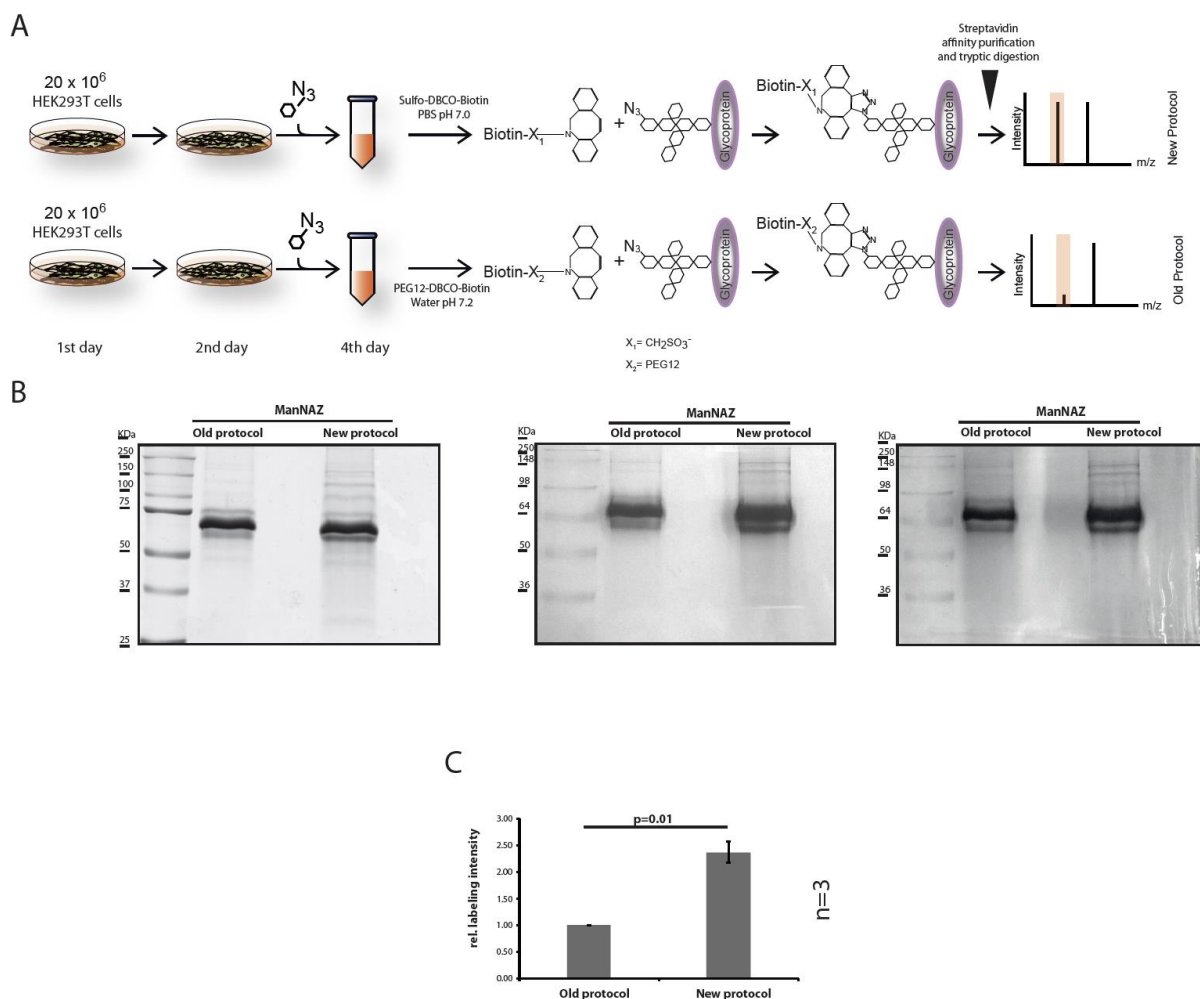 A
Streptavidin
affinity purification
and tryptic digestion
20 x 10⁶
HEK293T cells
N₃
Sulfo-DBCO-Biotin
PBS pH 7.0
Biotin-X₁
N
+
N₃
Glycoprotein
Biotin-X₁
N
N
N
N
Glycoprotein
Intensity
m/z
New Protocol
20 x 10⁶
HEK293T cells
N₃
PEG12-DBCO-Biotin
Water pH 7.2
Biotin-X₂
N
+
N₃
Glycoprotein
Biotin-X₂
N
N
N
N
Glycoprotein
Intensity
m/z
Old Protocol
1st day
2nd day
4th day
X₁= CH₂SO₃⁻
X₂= PEG12
B
ManNAZ
KDa
Old protocol
New protocol
250
150
100
75
50
37
25
ManNAZ
KDa
Old protocol
New protocol
250
148
98
64
50
36
ManNAZ
KDa
Old protocol
New protocol
250
148
98
64
50
36
C
rel. labeling intensity
3.00
2.50
2.00
1.00
0.50
0.00
p=0.01
Old protocol
New protocol
n=3